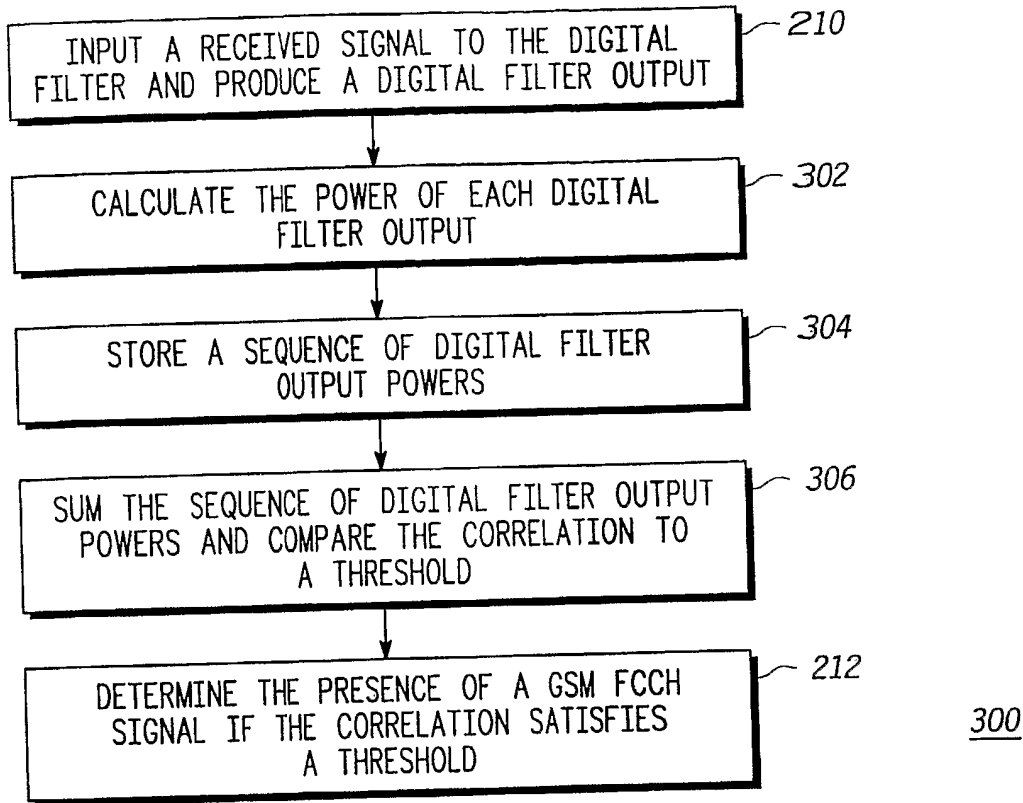 INPUT A RECEIVED SIGNAL TO THE DIGITAL
FILTER AND PRODUCE A DIGITAL FILTER OUTPUT
210
CALCULATE THE POWER OF EACH DIGITAL
FILTER OUTPUT
302
STORE A SEQUENCE OF DIGITAL FILTER
OUTPUT POWERS
304
SUM THE SEQUENCE OF DIGITAL FILTER OUTPUT
POWERS AND COMPARE THE CORRELATION TO
A THRESHOLD
306
DETERMINE THE PRESENCE OF A GSM FCCH
SIGNAL IF THE CORRELATION SATISFIES
A THRESHOLD
212
300